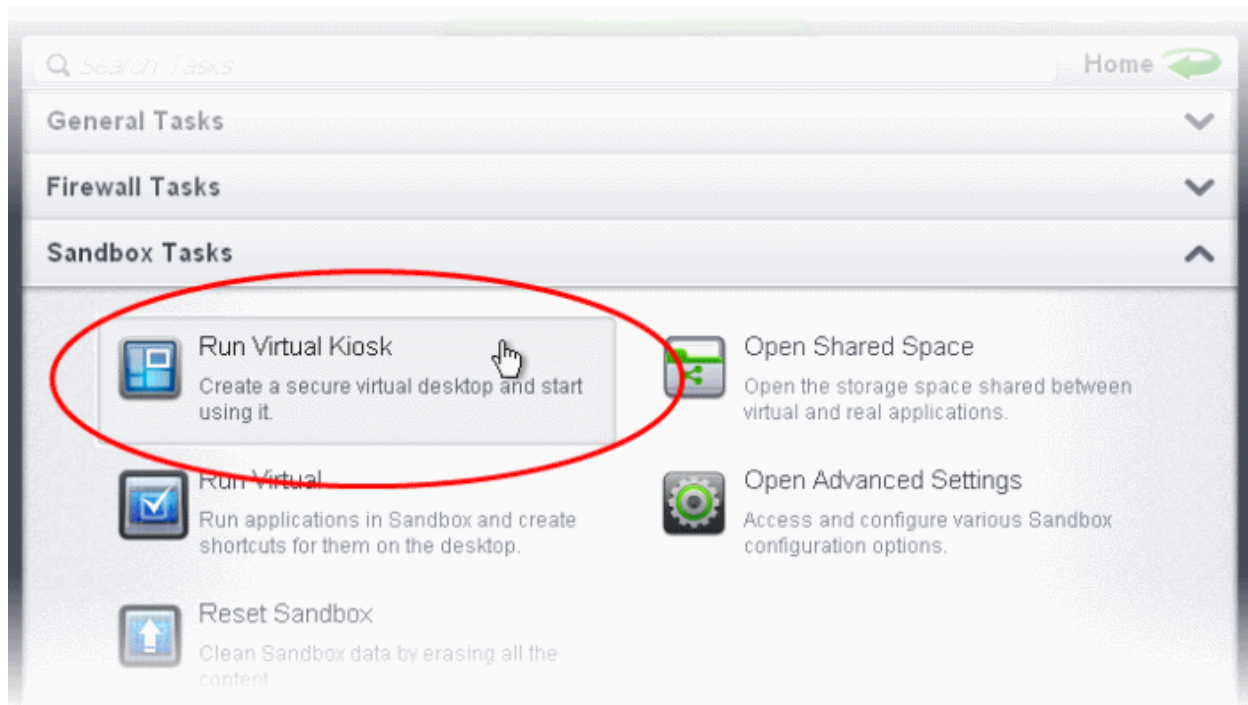 Search Tasks
Home
General Tasks
Firewall Tasks
Sandbox Tasks
Run Virtual Kiosk
Create a secure virtual desktop and start
using it.
Open Shared Space
Open the storage space shared between
virtual and real applications.
Run Virtual
Run applications in Sandbox and create
shortcuts for them on the desktop.
Open Advanced Settings
Access and configure various Sandbox
configuration options.
Reset Sandbox
Clean Sandbox data by erasing all the
content